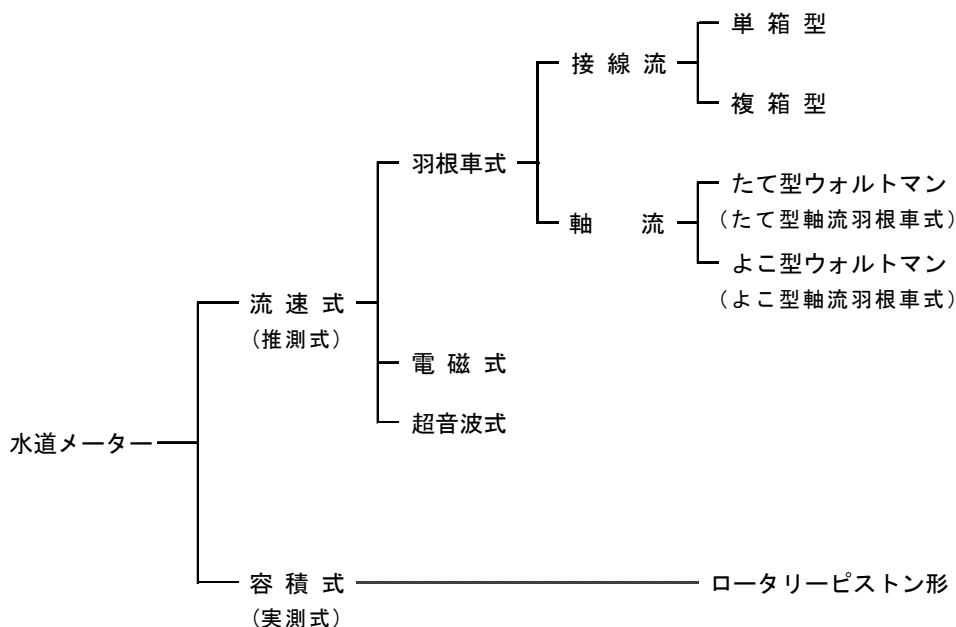 単箱型
接線流
複箱型
羽根車式
たて型ウォルトマン
(たて型軸流羽根車式)
軸流
よこ型ウォルトマン
(よこ型軸流羽根車式)
流速式
(推測式)
電磁式
超音波式
水道メーター
容積式
(実測式)
ロータリーピストン形